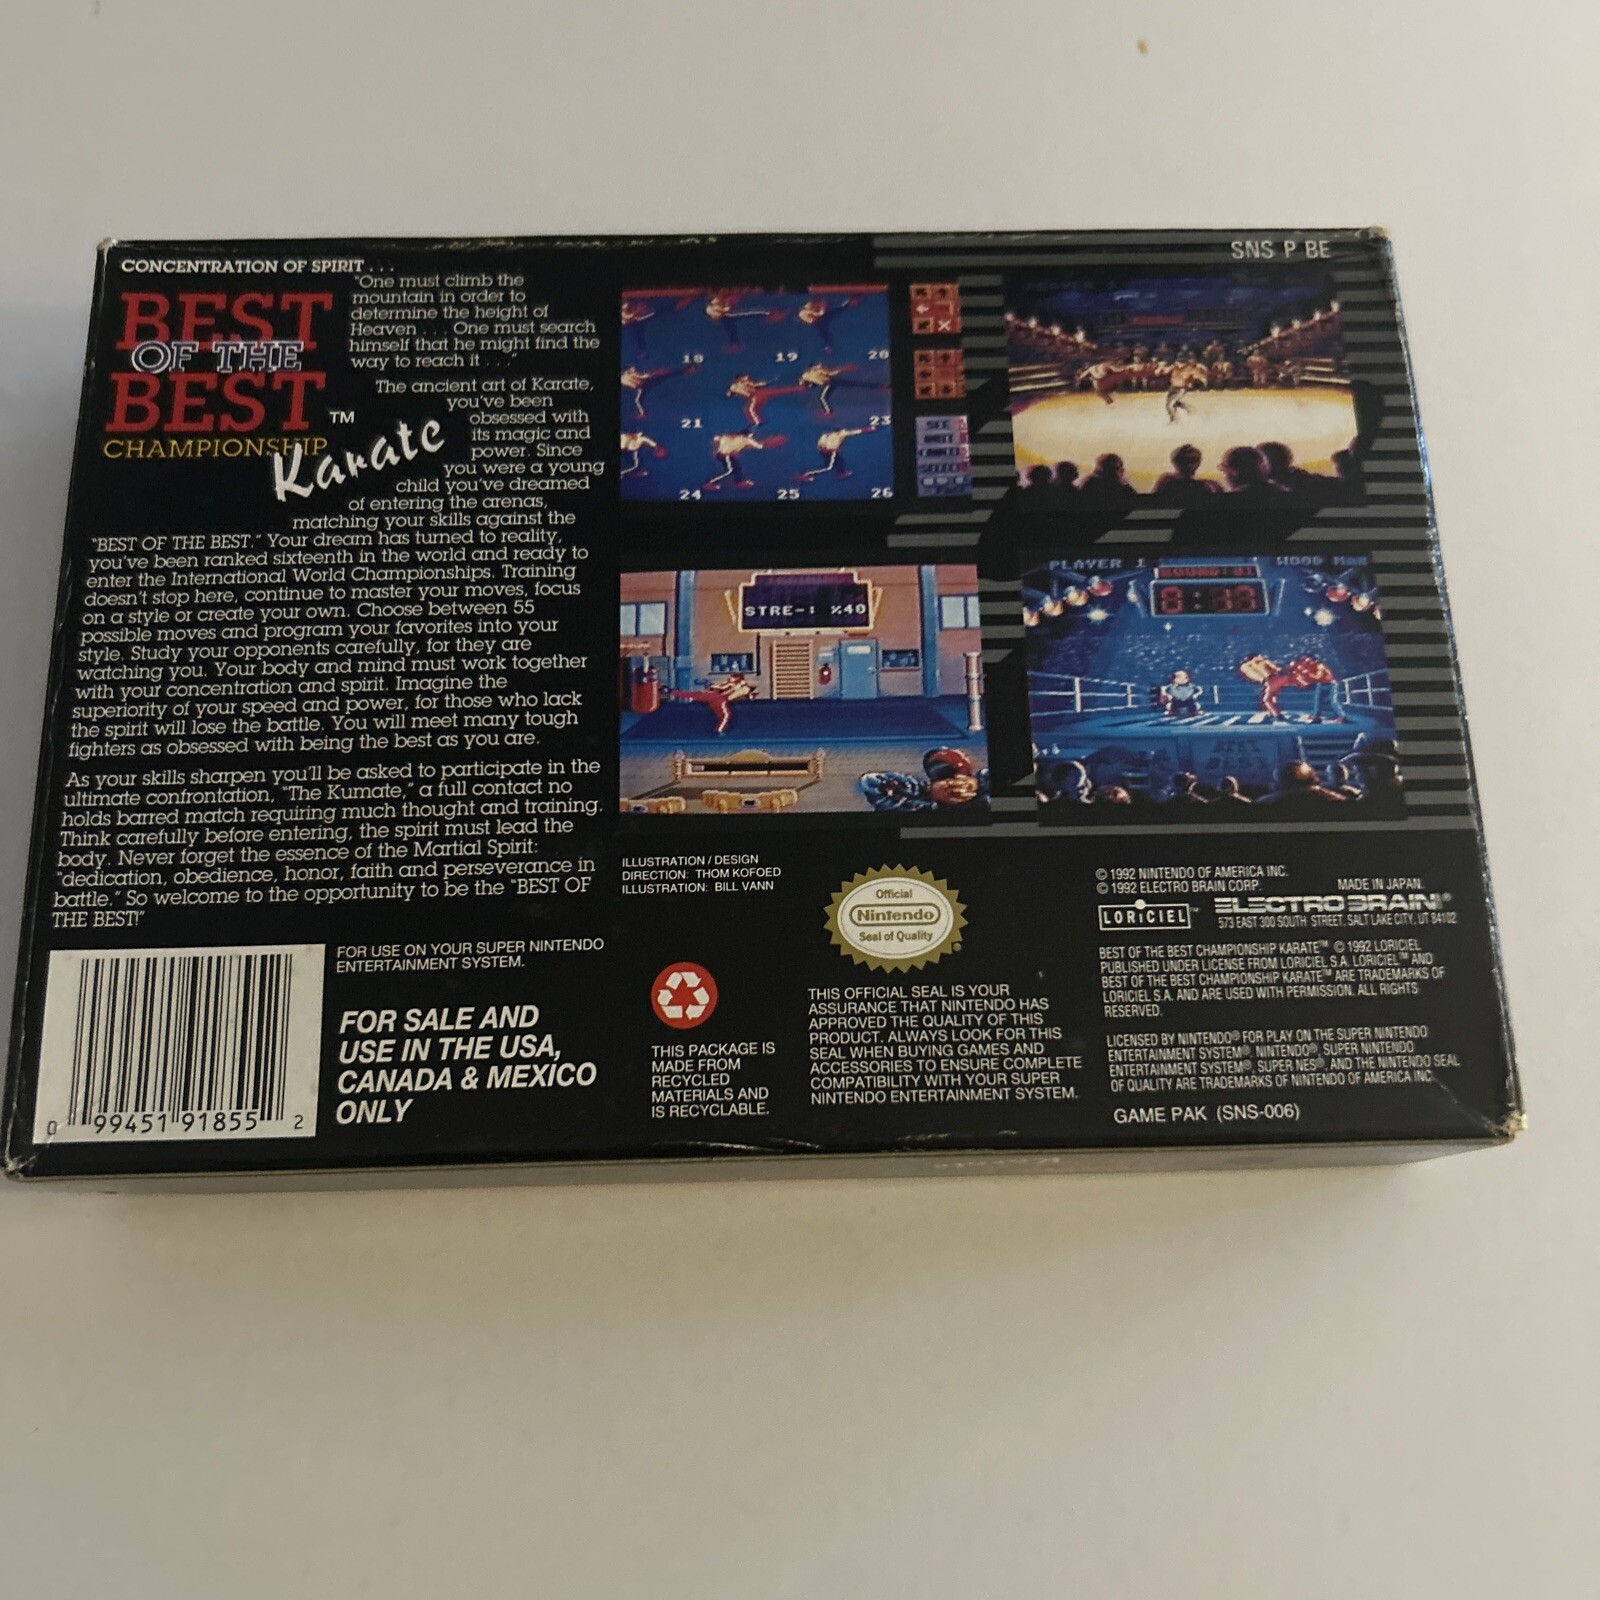 SNS P BE
CONCENTRATION OF SPIRIT . . .
BEST
OF THE
BEST ™
CHAMPIONSHIP
Karate
"One must climb the
mountain in order to
determine the height of
Heaven . . . One must search
himself that he might find the
way to reach it . . ."
The ancient art of Karate,
you've been
obsessed with
its magic and
power. Since
you were a young
child you've dreamed
of entering the arenas,
matching your skills against the
"BEST OF THE BEST." Your dream has turned to reality,
you've been ranked sixteenth in the world and ready to
enter the International World Championships. Training
doesn't stop here, continue to master your moves, focus
on a style or create your own. Choose between 55
possible moves and program your favorites into your
style. Study your opponents carefully, for they are
watching you. Your body and mind must work together
with your concentration and spirit. Imagine the
superiority of your speed and power, for those who lack
the spirit will lose the battle. You will meet many tough
fighters as obsessed with being the best as you are.
As your skills sharpen you'll be asked to participate in the
ultimate confrontation, "The Kumate," a full contact no
holds barred match requiring much thought and training.
Think carefully before entering, the spirit must lead the
body. Never forget the essence of the Martial Spirit:
"dedication, obedience, honor, faith and perseverance in
battle." So welcome to the opportunity to be the "BEST OF
THE BEST!"
18 19 20
21 23
24 25 26
SEE
CANCEL
SELECT
STRE-: %40
PLAYER 1 WOOD MAN
ROUND: 01
0:37
ILLUSTRATION / DESIGN
DIRECTION: THOM KOFOED
ILLUSTRATION: BILL VANN
Official
Nintendo
Seal of Quality
© 1992 NINTENDO OF AMERICA INC.
© 1992 ELECTRO BRAIN CORP. MADE IN JAPAN.
LORICIEL™ ELECTRO BRAIN®
573 EAST 300 SOUTH STREET, SALT LAKE CITY, UT 84102
BEST OF THE BEST CHAMPIONSHIP KARATE™ © 1992 LORICIEL
PUBLISHED UNDER LICENSE FROM LORICIEL S.A. LORICIEL™ AND
BEST OF THE BEST CHAMPIONSHIP KARATE™ ARE TRADEMARKS OF
LORICIEL S.A. AND ARE USED WITH PERMISSION. ALL RIGHTS
RESERVED.
LICENSED BY NINTENDO® FOR PLAY ON THE SUPER NINTENDO
ENTERTAINMENT SYSTEM®. NINTENDO®, SUPER NINTENDO
ENTERTAINMENT SYSTEM®, SUPER NES®, AND THE NINTENDO SEAL
OF QUALITY ARE TRADEMARKS OF NINTENDO OF AMERICA INC.
GAME PAK (SNS-006)
FOR USE ON YOUR SUPER NINTENDO
ENTERTAINMENT SYSTEM.
FOR SALE AND
USE IN THE USA,
CANADA & MEXICO
ONLY
THIS PACKAGE IS
MADE FROM
RECYCLED
MATERIALS AND
IS RECYCLABLE.
THIS OFFICIAL SEAL IS YOUR
ASSURANCE THAT NINTENDO HAS
APPROVED THE QUALITY OF THIS
PRODUCT. ALWAYS LOOK FOR THIS
SEAL WHEN BUYING GAMES AND
ACCESSORIES TO ENSURE COMPLETE
COMPATIBILITY WITH YOUR SUPER
NINTENDO ENTERTAINMENT SYSTEM.
0 99451 91855 2
Karate